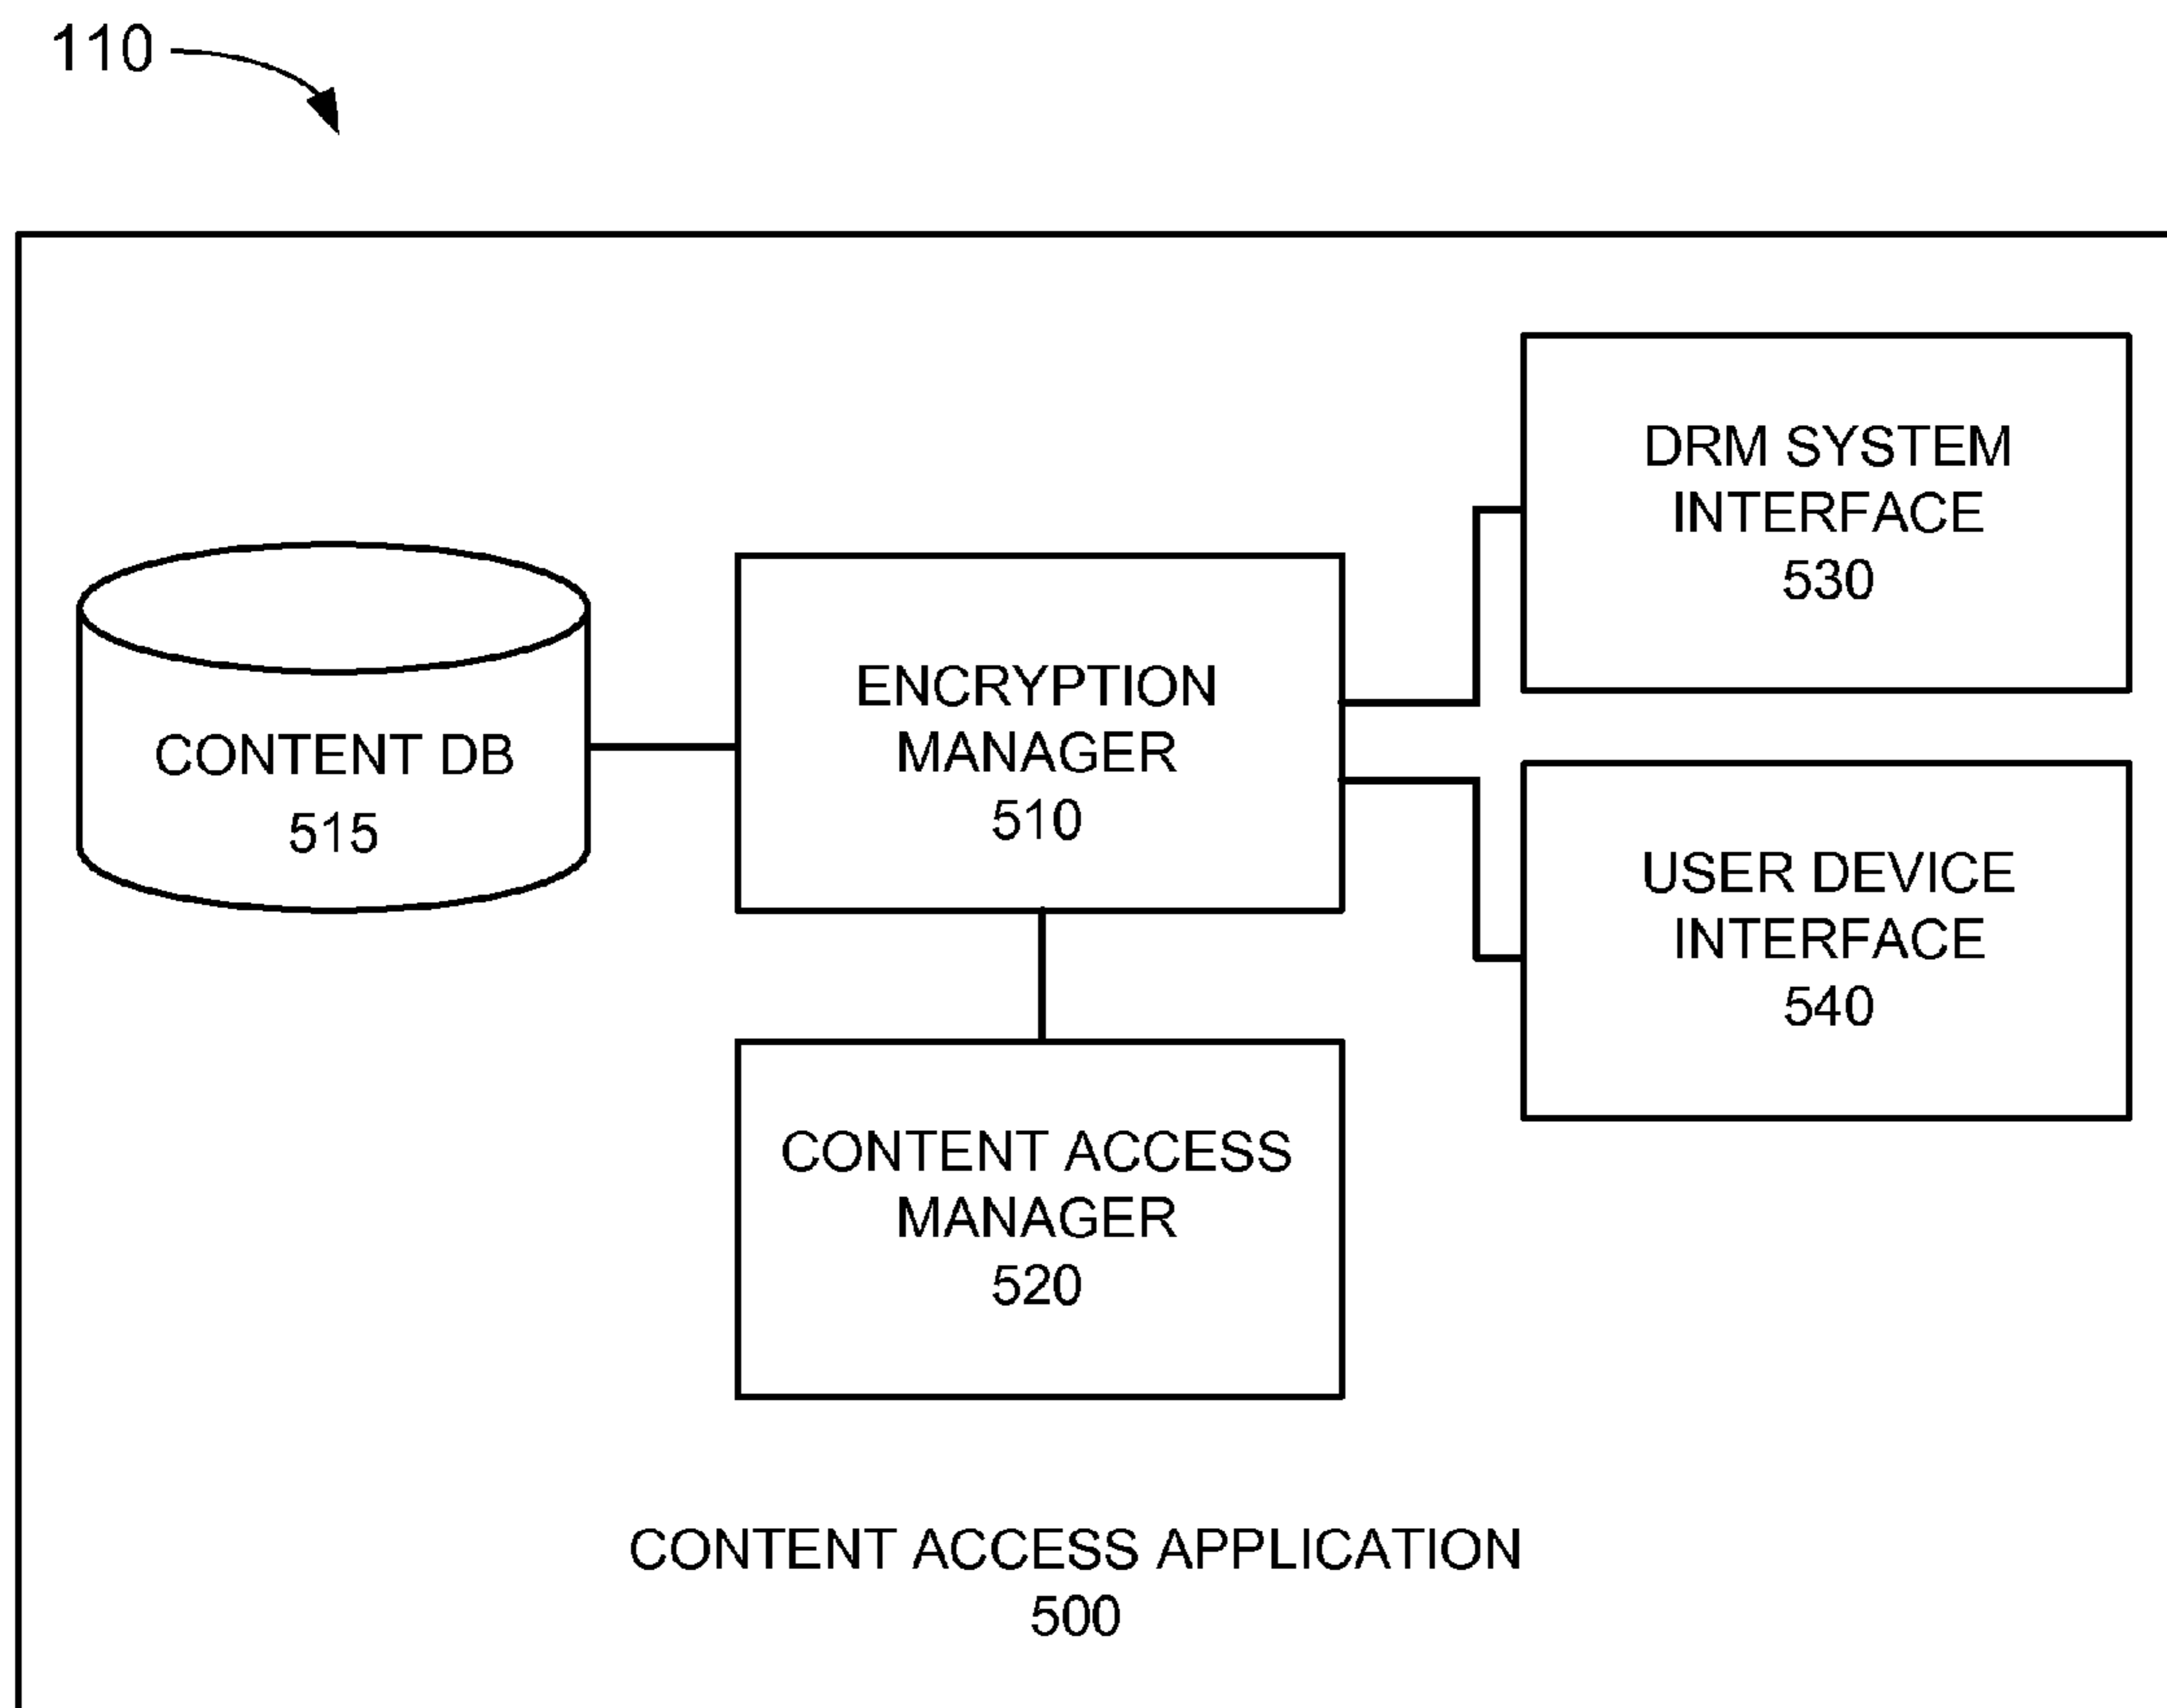 110
DRM SYSTEM
INTERFACE
530
CONTENT DB
515
ENCRYPTION
MANAGER
510
USER DEVICE
INTERFACE
540
CONTENT ACCESS
MANAGER
520
CONTENT ACCESS APPLICATION
500